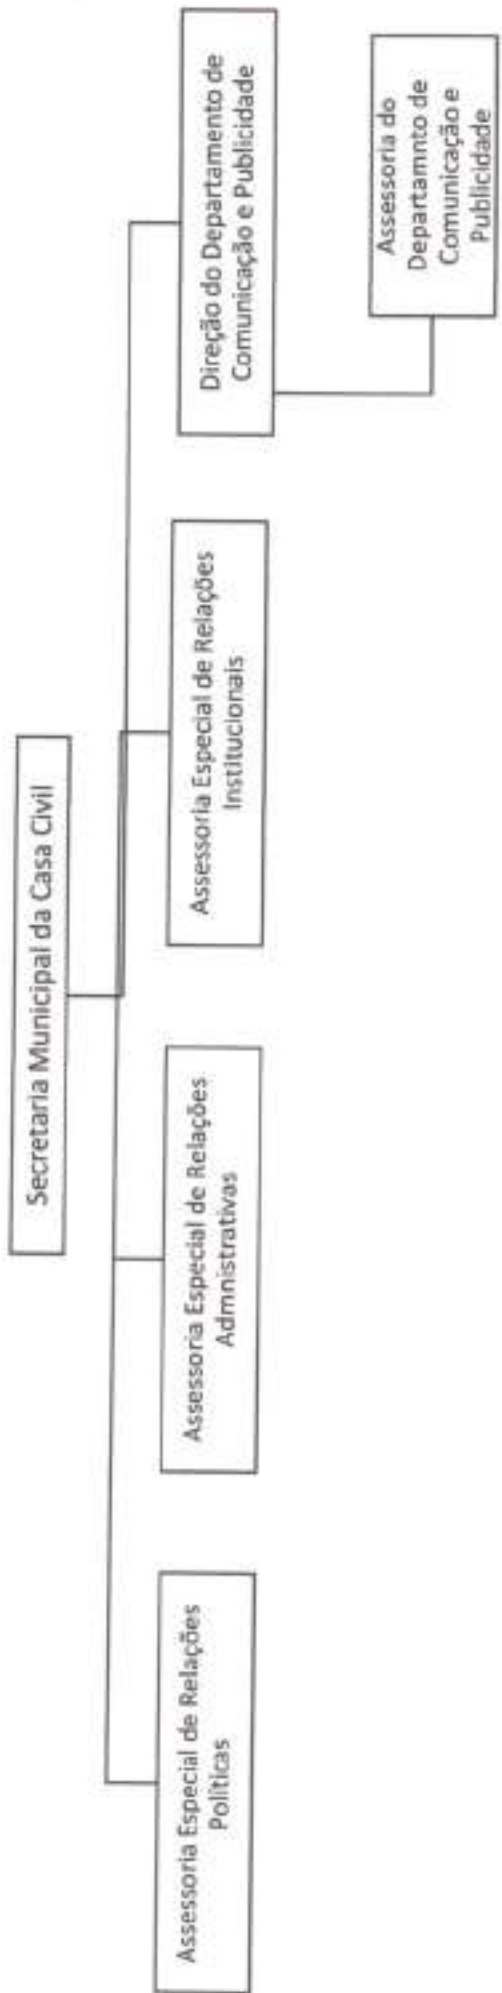 Secretaria Municipal da Casa Civil
Assessoria Especial de Relações
Políticas
Assessoria Especial de Relações
Admnistrativas
Assessoria Especial de Relações
Institucionais
Direção do Departamento de
Comunicação e Publicidade
Assessoria do
Departamnto de
Comunicação e
Publicidade